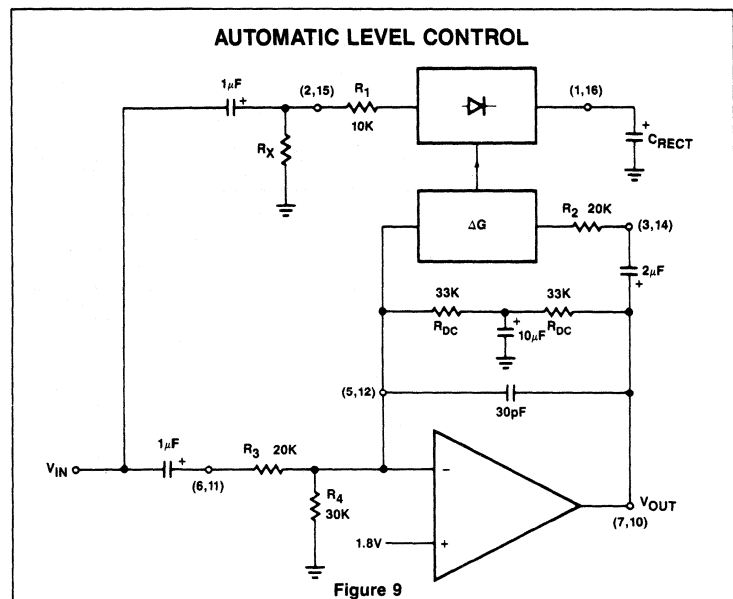 AUTOMATIC LEVEL CONTROL
1μF
+
(2,15)
R1
10K
RX
(1,16)
+
CRECT
ΔG
R2 20K
(3,14)
2μF
+
33K
RDC
33K
RDC
+
10μF
(5,12)
30pF
VIN
1μF
+
(6,11)
R3 20K
R4
30K
−
+
1.8V
VOUT
(7,10)
Figure 9